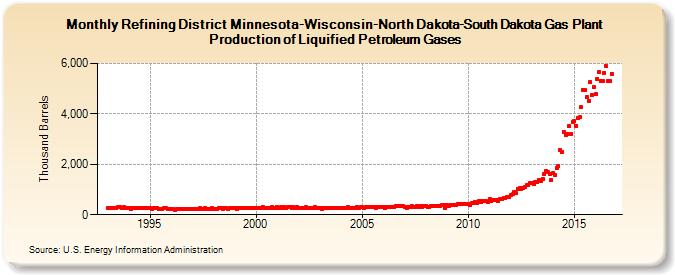 Monthly Refining District Minnesota-Wisconsin-North Dakota-South Dakota Gas Plant
Production of Liquified Petroleum Gases
Thousand Barrels
6,000
4,000
2,000
0
1995
2000
2005
2010
2015
Source: U.S. Energy Information Administration